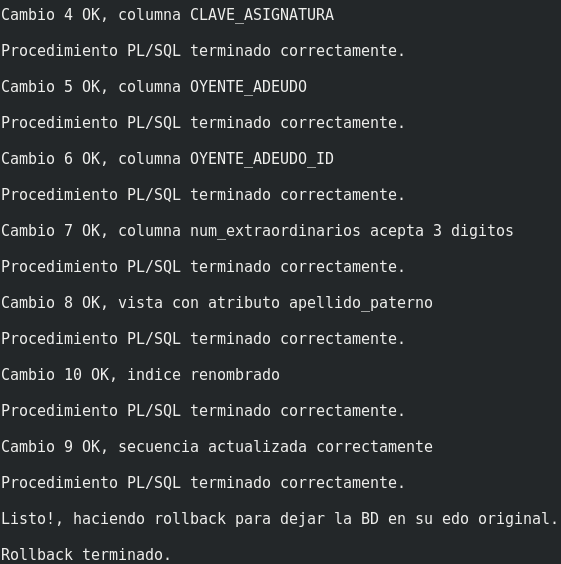 Cambio 4 OK, columna CLAVE_ASIGNATURA
Procedimiento PL/SQL terminado correctamente.
Cambio 5 OK, columna OYENTE_ADEUDO
Procedimiento PL/SQL terminado correctamente.
Cambio 6 OK, columna OYENTE_ADEUDO_ID
Procedimiento PL/SQL terminado correctamente.
Cambio 7 OK, columna num_extraordinarios acepta 3 digitos
Procedimiento PL/SQL terminado correctamente.
Cambio 8 OK, vista con atributo apellido_paterno
Procedimiento PL/SQL terminado correctamente.
Cambio 10 OK, indice renombrado
Procedimiento PL/SQL terminado correctamente.
Cambio 9 OK, secuencia actualizada correctamente
Procedimiento PL/SQL terminado correctamente.
Listo!, haciendo rollback para dejar la BD en su edo original.
Rollback terminado.